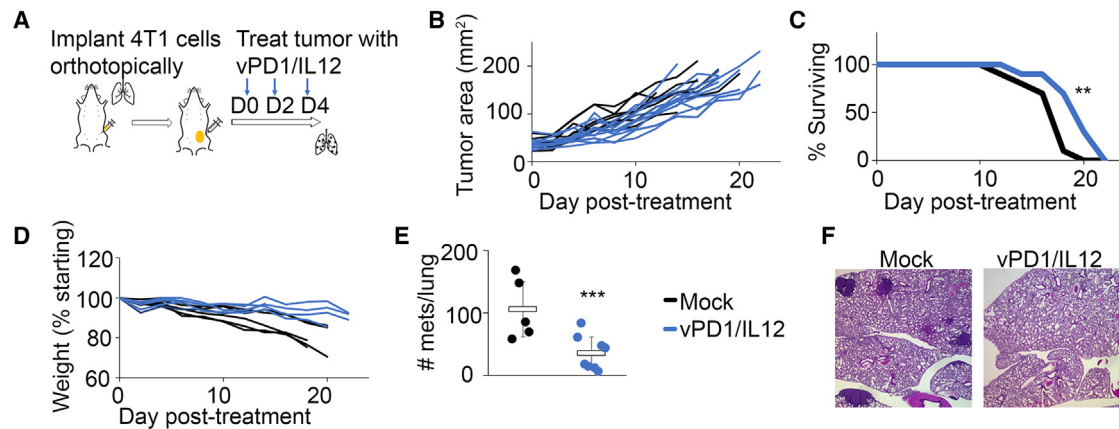 A
Implant 4T1 cells
orthotopically
Treat tumor with
vPD1/IL12
D0 D2 D4
B
Tumor area (mm²)
200
100
0
0 10 20
Day post-treatment
C
% Surviving
100
50
0
0 10 20
Day post-treatment
**
D
Weight (% starting)
120
100
80
60
0 10 20
Day post-treatment
E
# mets/lung
200
100
0
***
Mock
vPD1/IL12
F
Mock vPD1/IL12